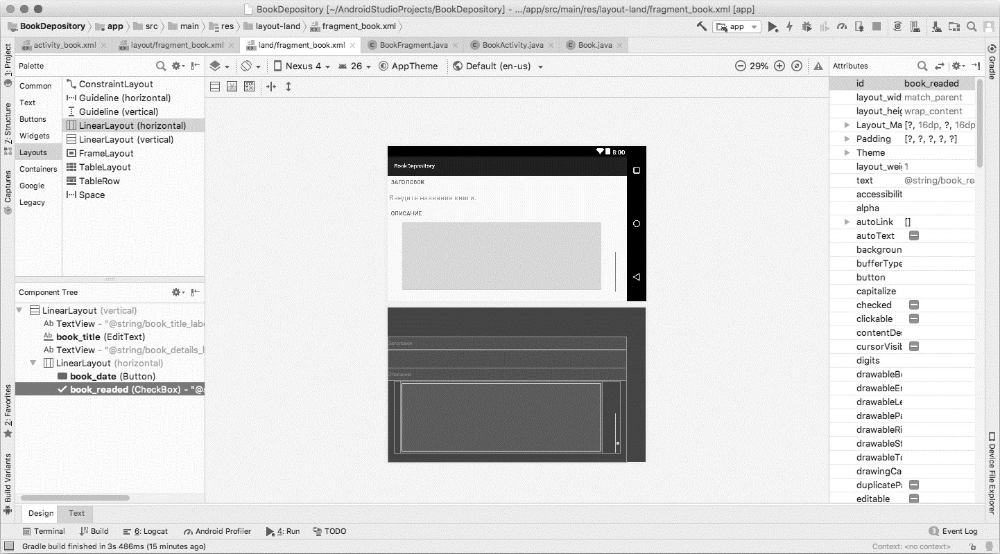 BookDepository [~/AndroidStudioProjects/BookDepository] - .../app/src/main/res/layout-land/fragment_book.xml [app]
BookDepository app src main res layout-land fragment_book.xml app
activity_book.xml layout/fragment_book.xml land/fragment_book.xml BookFragment.java BookActivity.java Book.java
Palette
Nexus 4 26 AppTheme Default (en-us) 29%
Attributes
1: Project
Z: Structure
Captures
2: Favorites
Build Variants
Common
Text
Buttons
Widgets
Layouts
Containers
Google
Legacy
ConstraintLayout
Guideline (horizontal)
Guideline (vertical)
LinearLayout (horizontal)
LinearLayout (vertical)
FrameLayout
TableLayout
TableRow
Space
Component Tree
LinearLayout (vertical)
Ab TextView - "@string/book_title_labe
Ab book_title (EditText)
Ab TextView - "@string/book_details_l
LinearLayout (horizontal)
book_date (Button)
book_readed (CheckBox) - "@s
8:00
BookDepository
ЗАГОЛОВОК
Введите название книги.
ОПИСАНИЕ
Заголовок
Описание
id book_readed
layout_wid match_parent
layout_heig wrap_content
Layout_Ma [?, 16dp, ?, 16dp
Padding [?, ?, ?, ?, ?]
Theme
layout_weig 1
text @string/book_re
accessibilit
alpha
autoLink []
autoText
backgroun
bufferType
button
capitalize
checked
clickable
contentDes
cursorVisib
digits
drawableBo
drawableEn
drawableLe
drawablePa
drawableRi
drawableSt
drawableTo
drawingCa
duplicatePa
editable
Gradle
Device File Explorer
Design Text
Terminal Build 6: Logcat Android Profiler 4: Run TODO 3 Event Log
Gradle build finished in 3s 486ms (15 minutes ago) Context: <no context>